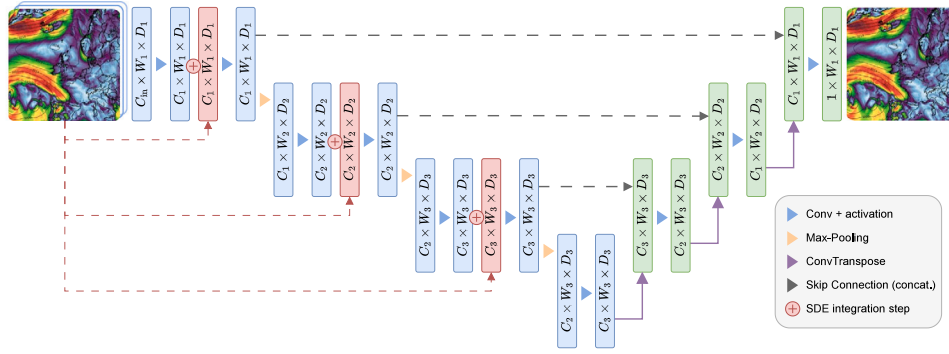 C_in × W_1 × D_1
C_1 × W_1 × D_1
C_1 × W_1 × D_1
C_1 × W_1 × D_1
C_1 × W_2 × D_2
C_2 × W_2 × D_2
C_2 × W_2 × D_2
C_2 × W_2 × D_2
C_2 × W_3 × D_3
C_3 × W_3 × D_3
C_3 × W_3 × D_3
C_3 × W_3 × D_3
C_2 × W_3 × D_3
C_3 × W_3 × D_3
C_3 × W_3 × D_3
C_2 × W_3 × D_3
C_2 × W_2 × D_2
C_1 × W_2 × D_2
C_1 × W_1 × D_1
1 × W_1 × D_1
Conv + activation
Max-Pooling
ConvTranspose
Skip Connection (concat.)
SDE integration step